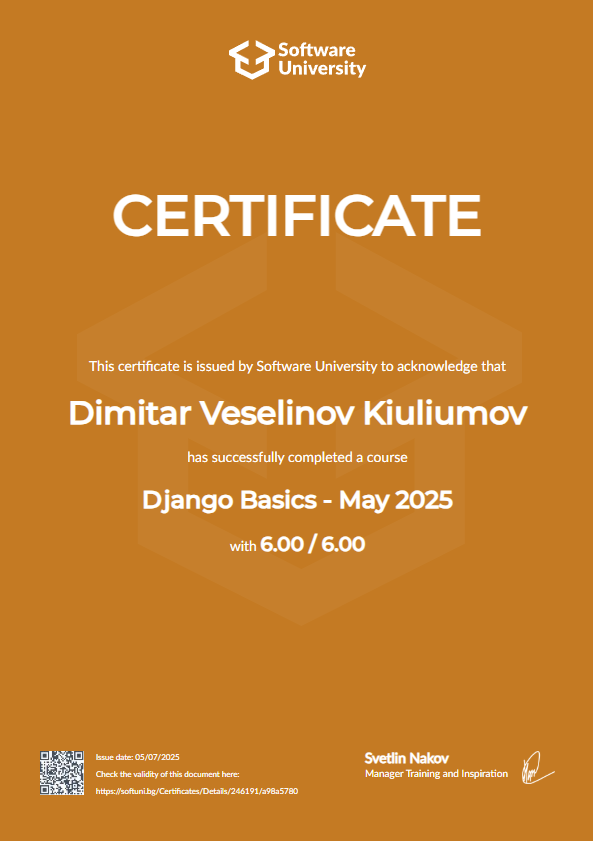 Software
University
CERTIFICATE
This certificate is issued by Software University to acknowledge that
Dimitar Veselinov Kiuliumov
has successfully completed a course
Django Basics - May 2025
with 6.00 / 6.00
Issue date: 05/07/2025
Check the validity of this document here:
https://softuni.bg/Certificates/Details/246191/a98a5780
Svetlin Nakov
Manager Training and Inspiration